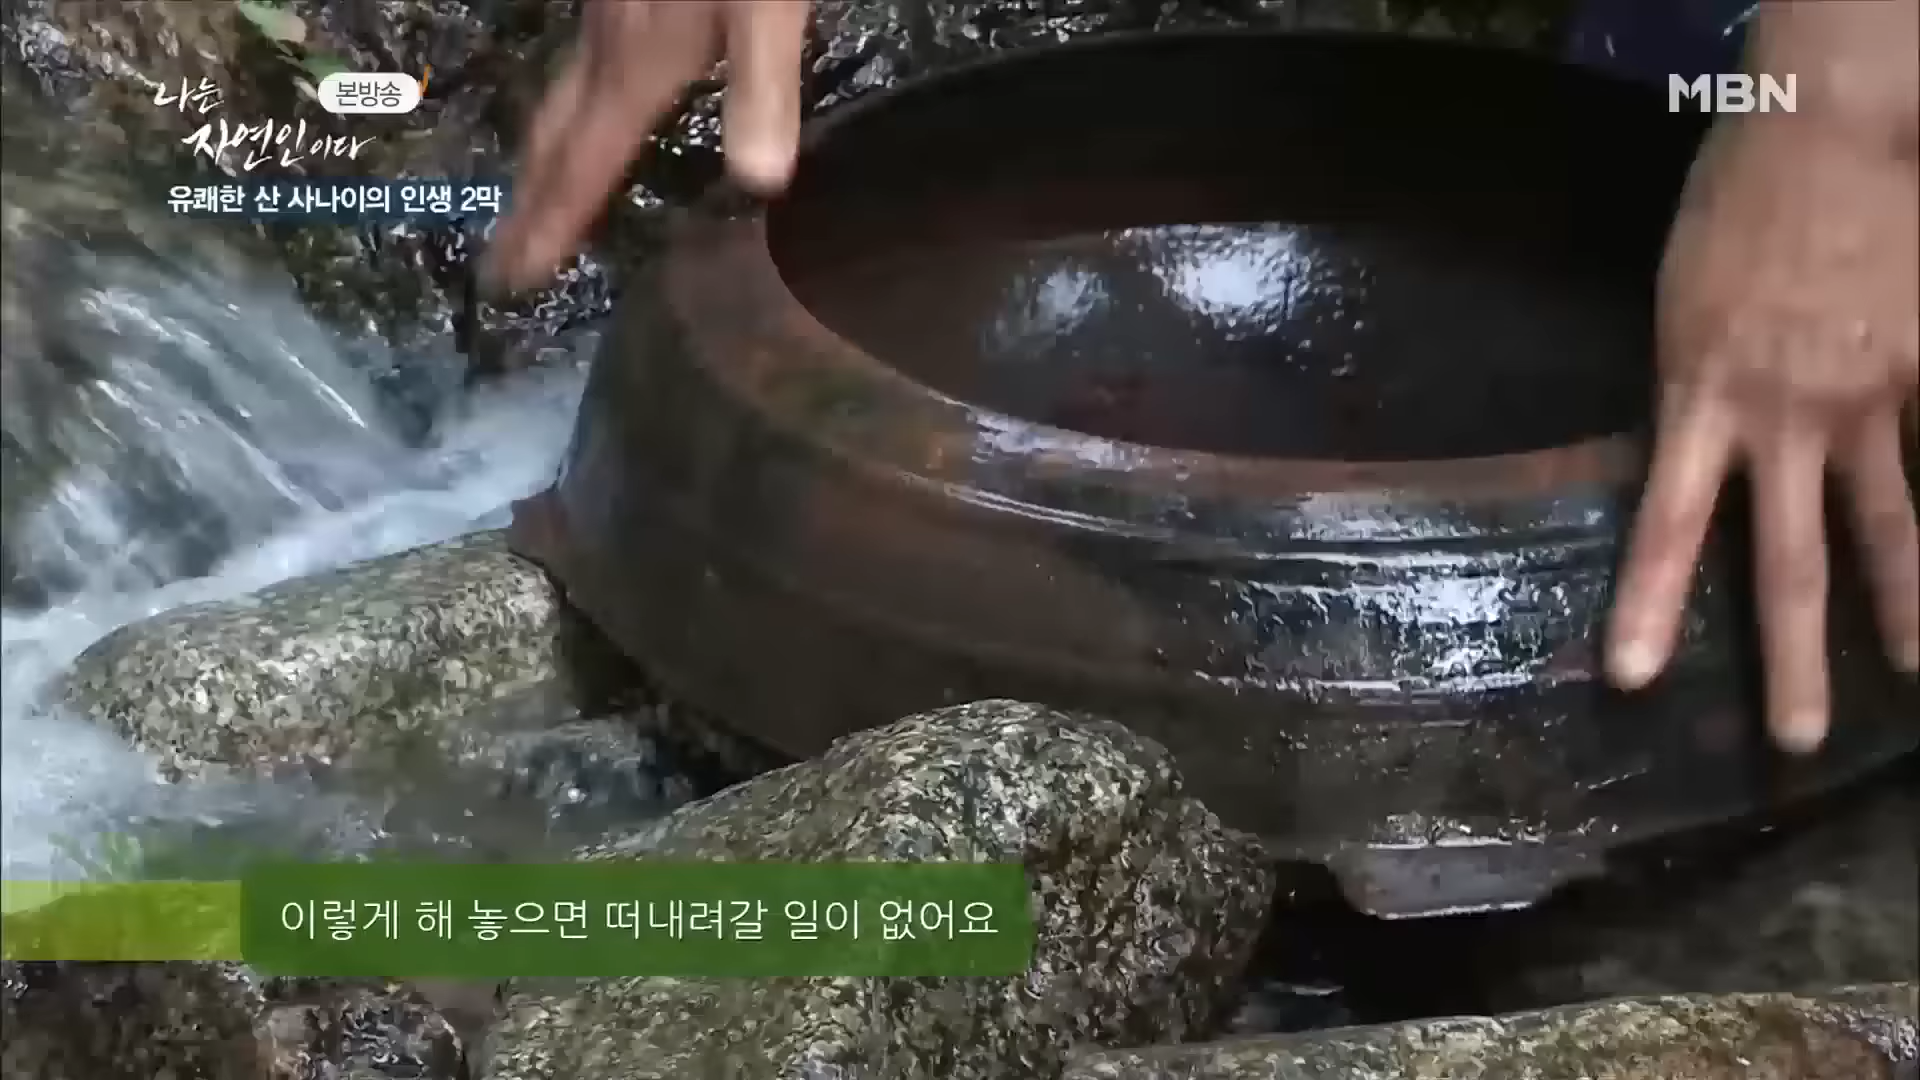 나는
본방송
자연인이다
유쾌한 산 사나이의 인생 2막
MBN
이렇게 해 놓으면 떠내려갈 일이 없어요